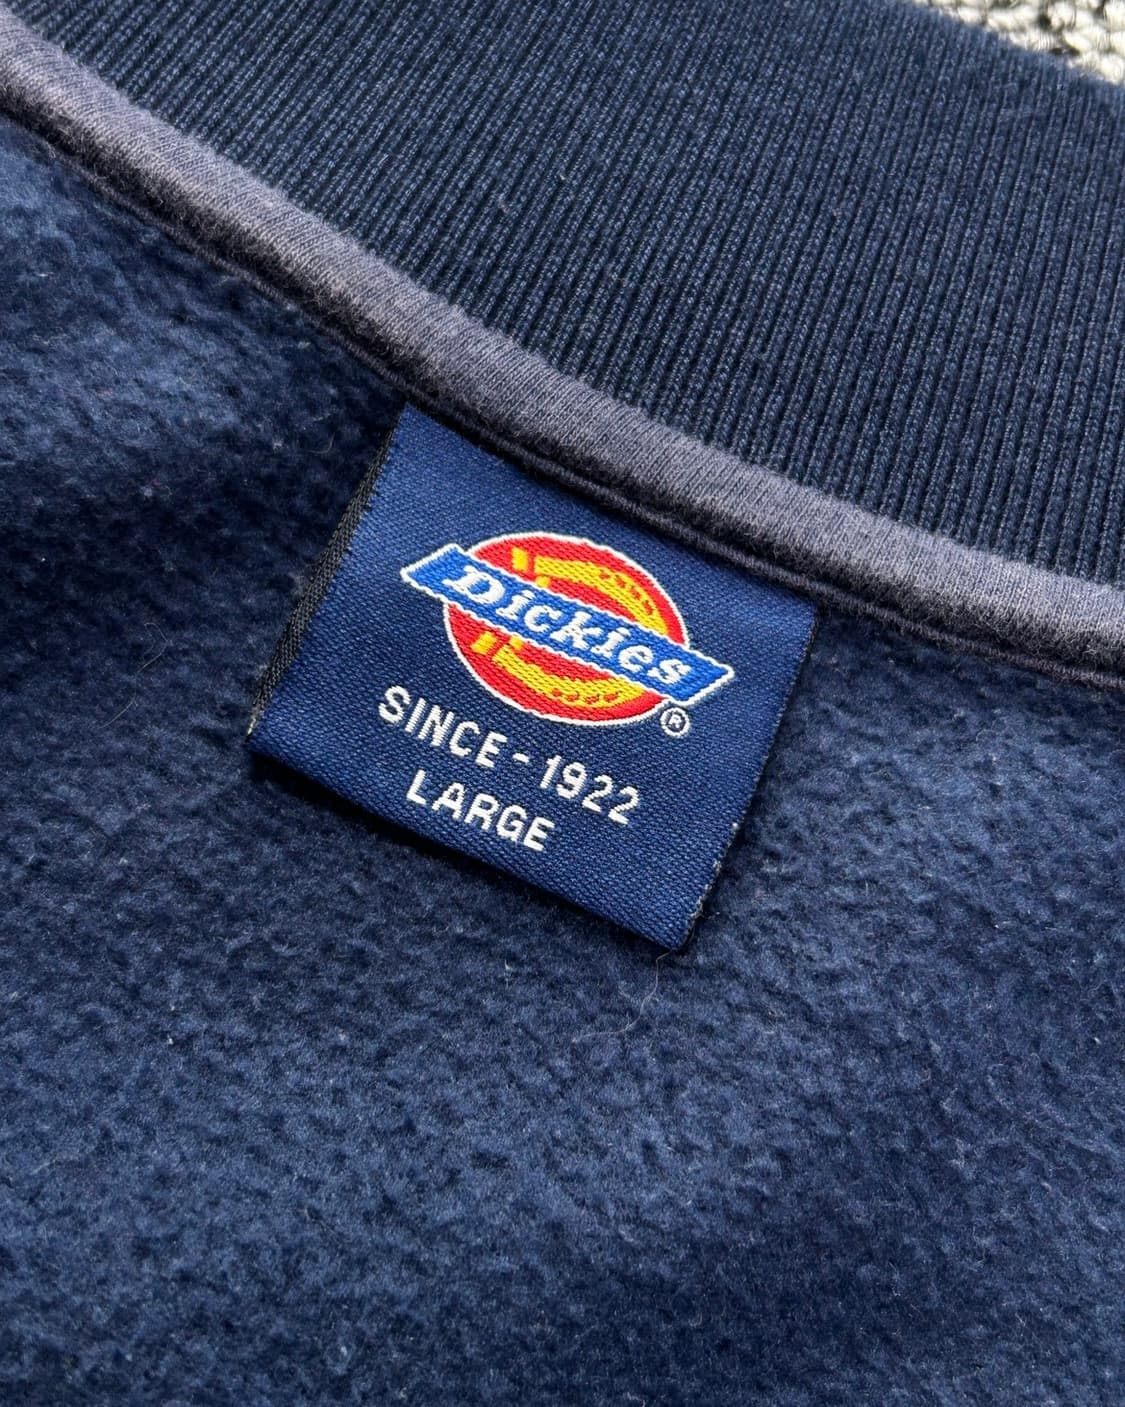 Dickies
®
SINCE - 1922
LARGE